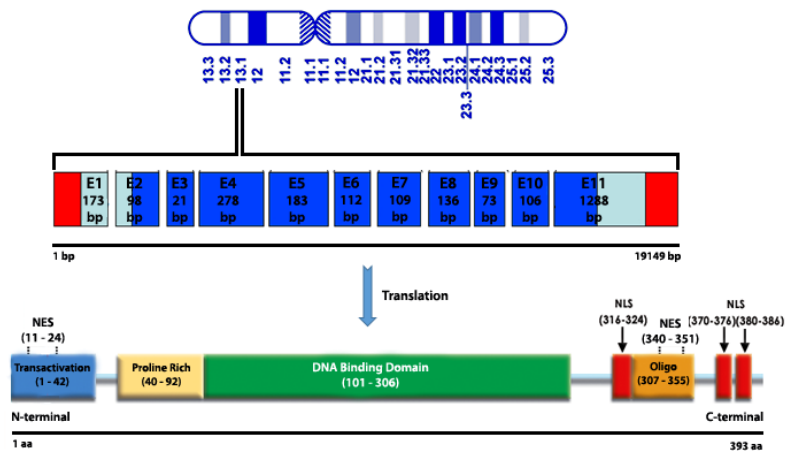 13.3 13.2 13.1 12 11.2 11.1 11.1 11.2 12 21.1 21.2 21.31 21.32 21.33 22 23.1 23.2 23.3 24.1 24.2 24.3 25.1 25.2 25.3
E1 E2 E3 E4 E5 E6 E7 E8 E9 E10 E11
173 98 21 278 183 112 109 136 73 106 1288
bp bp bp bp bp bp bp bp bp bp bp
1 bp 19149 bp
Translation
NLS NLS
(316-324) NES (370-376)(380-386)
NES (340 - 351)
(11 - 24)
Transactivation Proline Rich DNA Binding Domain Oligo
(1 - 42) (40 - 92) (101 - 306) (307 - 355)
N-terminal C-terminal
1 aa 393 aa